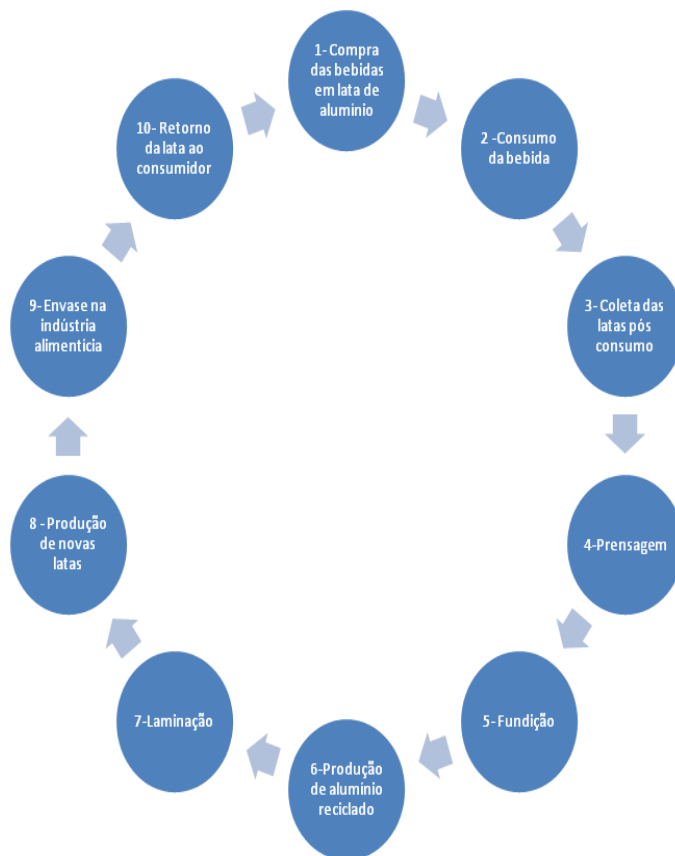 1- Compra
das bebidas
em lata de
alumínio
2 -Consumo
da bebida
3- Coleta das
latas pós
consumo
4-Prensagem
5- Fundição
6-Produção
de alumínio
reciclado
7-Laminação
8 - Produção
de novas
latas
9- Envase na
indústria
alimentícia
10- Retorno
da lata ao
consumidor